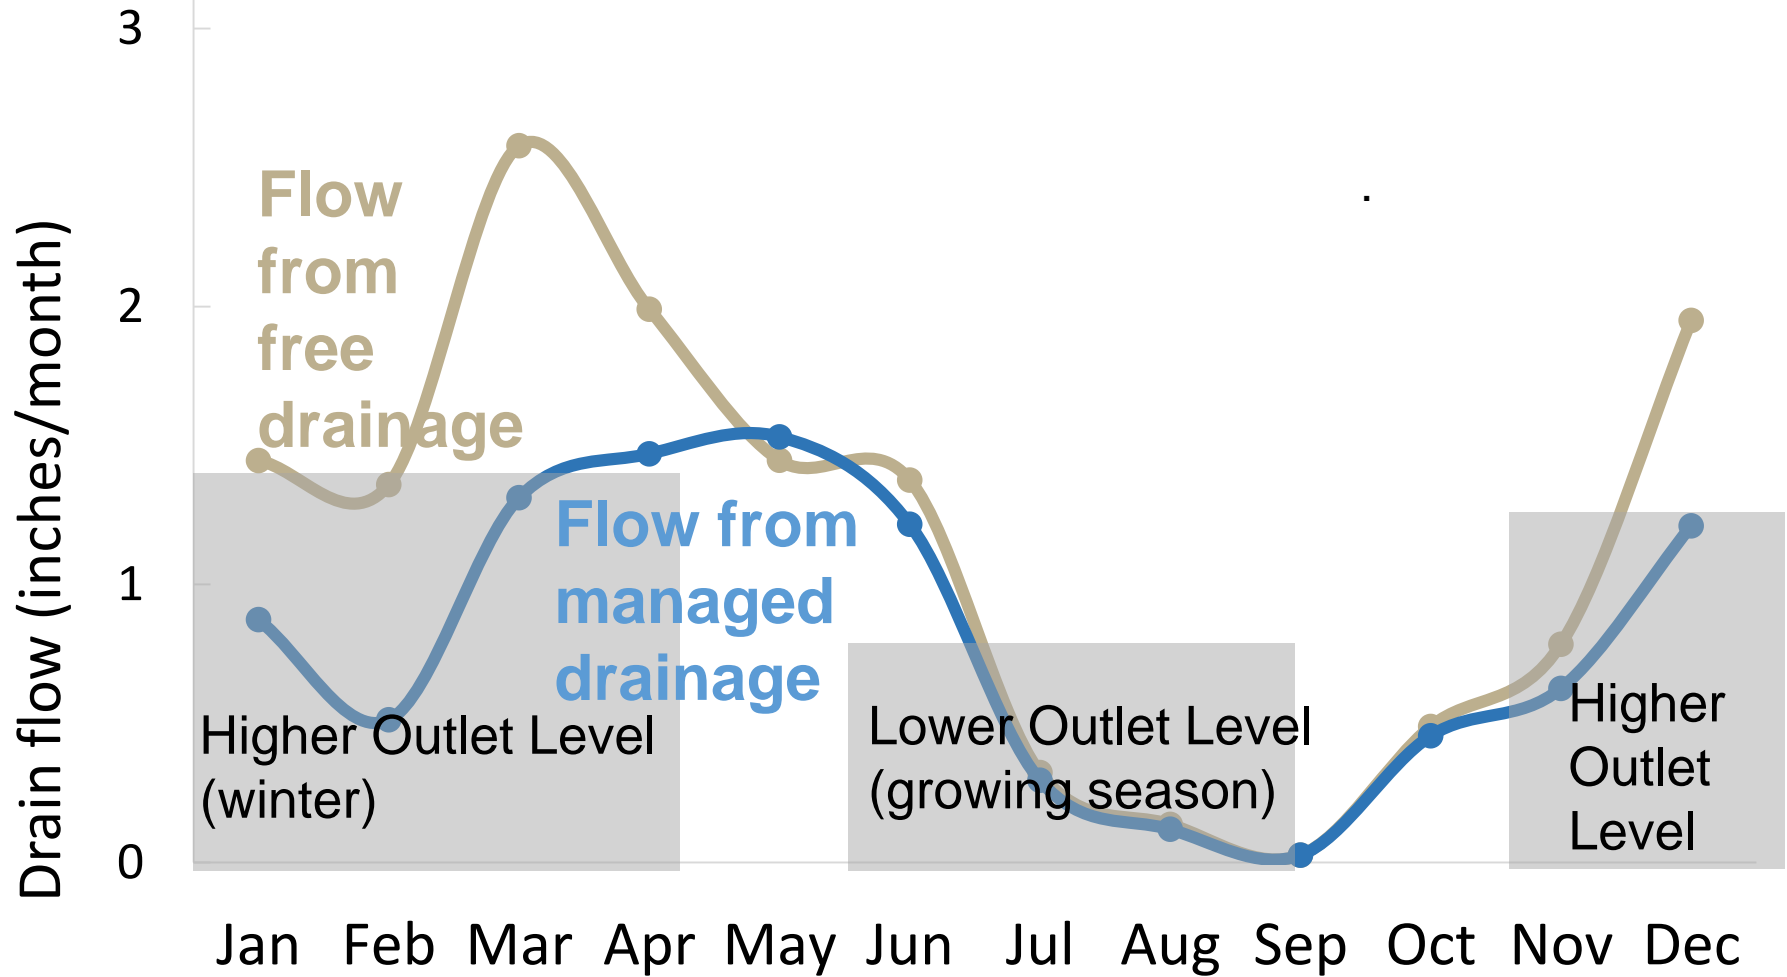 3
2
1
0
Drain flow (inches/month)
Flow
from
free
drainage
Flow from
managed
drainage
Higher Outlet Level
(winter)
Lower Outlet Level
(growing season)
Higher
Outlet
Level
.
Jan Feb Mar Apr May Jun Jul Aug Sep Oct Nov Dec